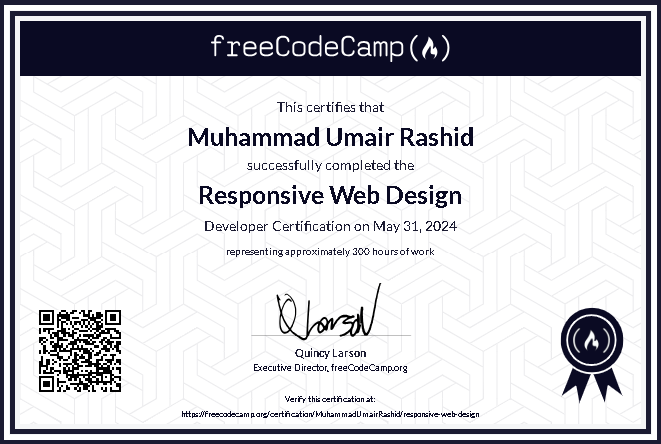 freeCodeCamp
This certifies that
Muhammad Umair Rashid
successfully completed the
Responsive Web Design
Developer Certification on May 31, 2024
representing approximately 300 hours of work
QLarson
Quincy Larson
Executive Director, freeCodeCamp.org
Verify this certification at:
https://freecodecamp.org/certification/MuhammadUmairRashid/responsive-web-design